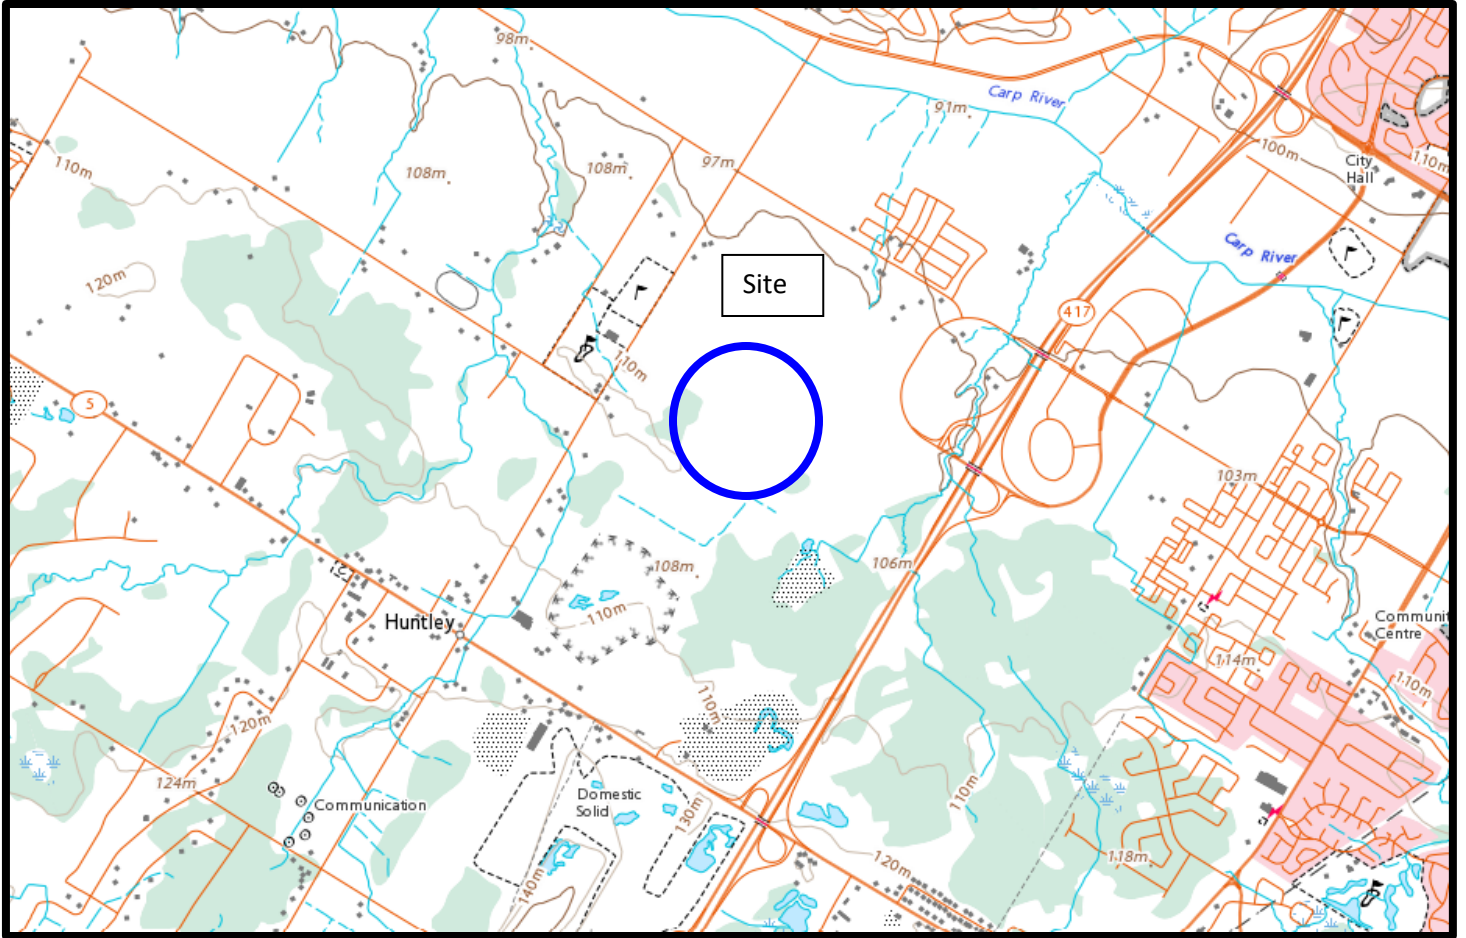 98m.
Carp River
91m.
110m
108m.
108m.
97m
100m
City
Hall
110m
120m
Site
Carp River
417
110m
5
103m
108m.
106m
110m
Huntley
Communit
Centre
114m
110m
110m
120m
124m
Communication
Domestic
Solid
130m
110m
140m
120m
118m